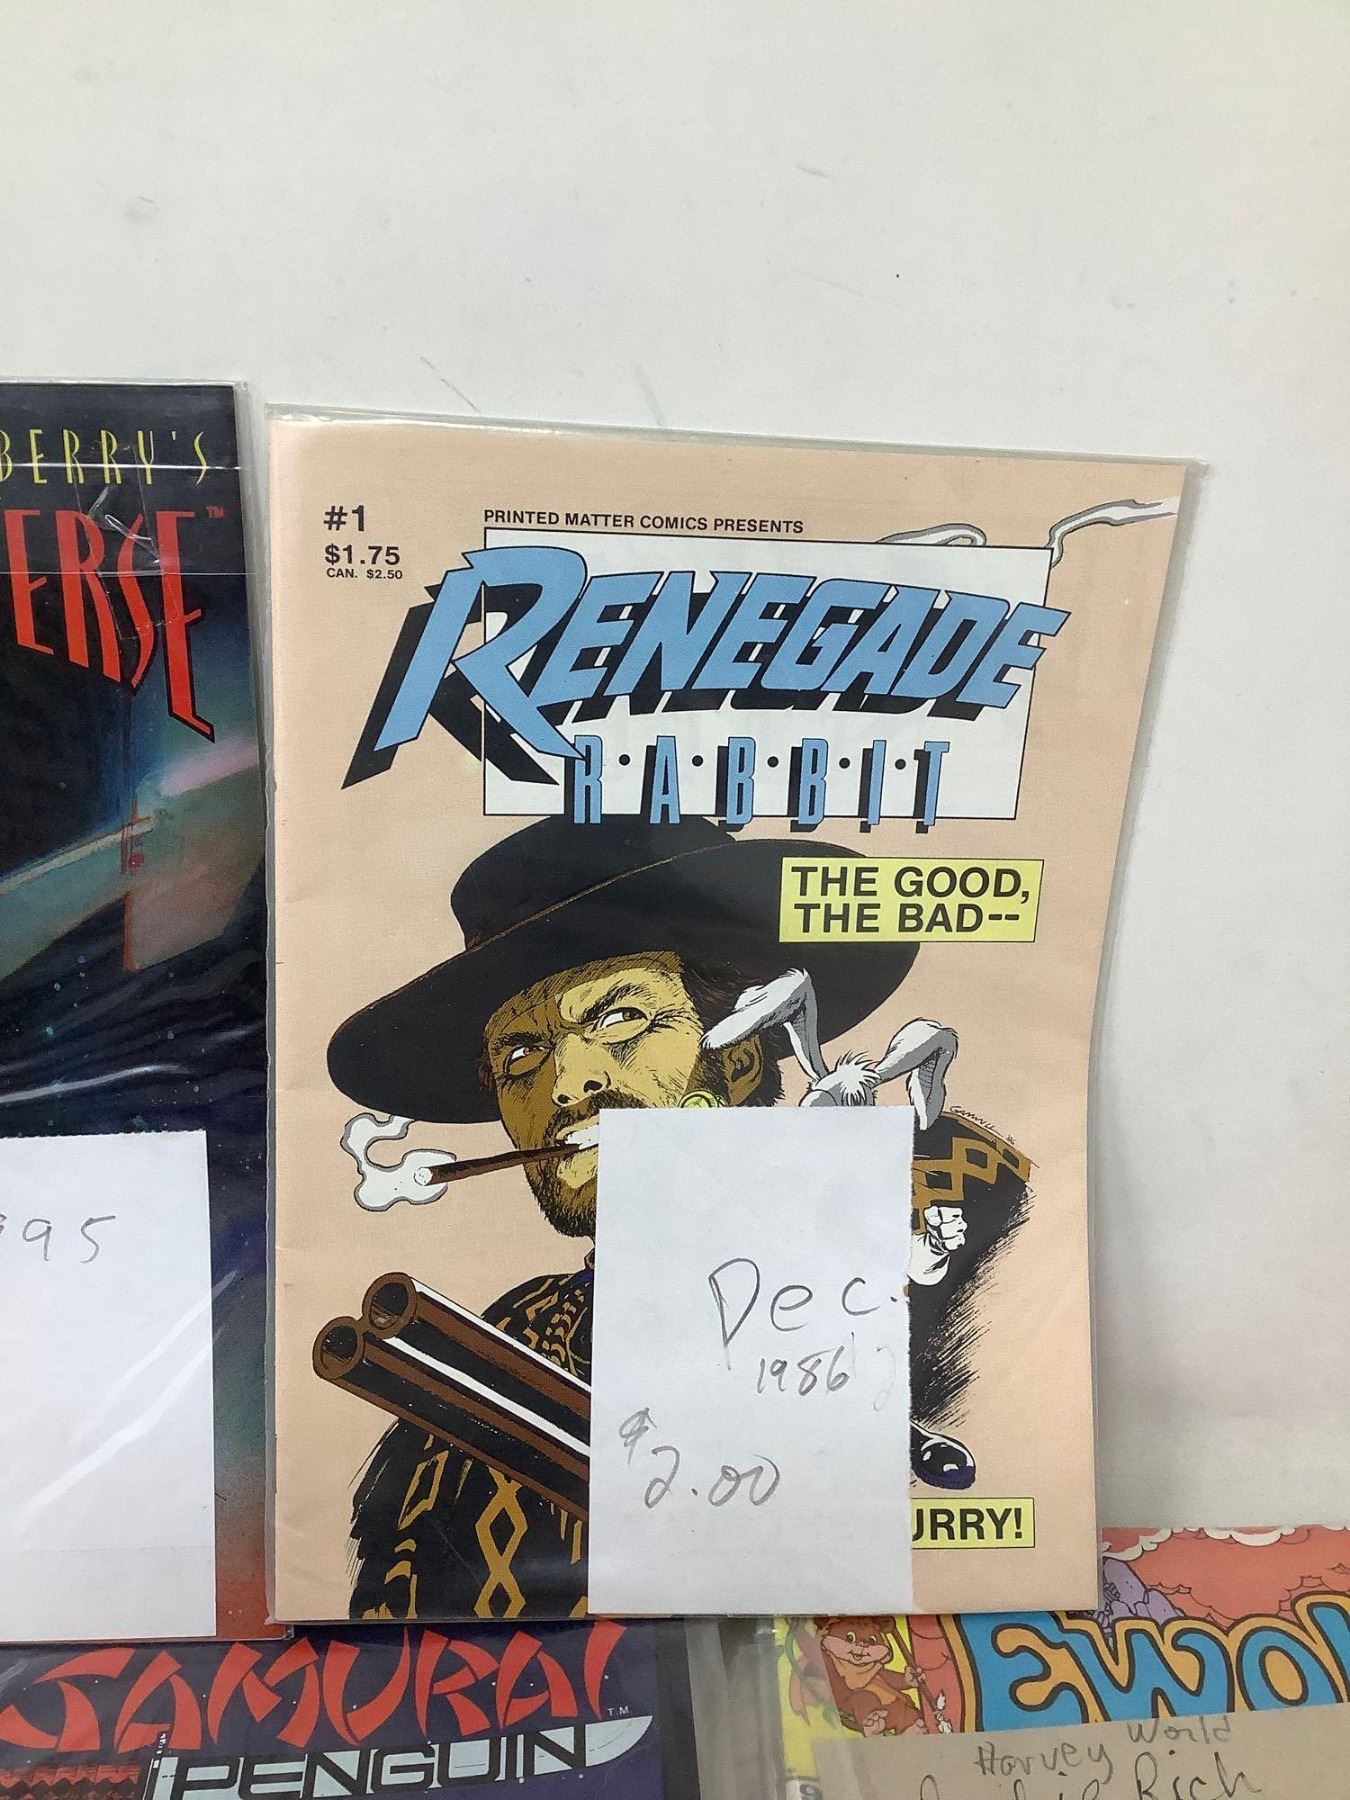 BERRY'S
ERSE™
#1
$1.75
CAN. $2.50
PRINTED MATTER COMICS PRESENTS
RENEGADE
R·A·B·B·I·T
THE GOOD,
THE BAD--
95
Dec.
1986
$2.00
URRY!
SAMURAI
T.M.
PENGUIN
EWO
Harvey World
Rich